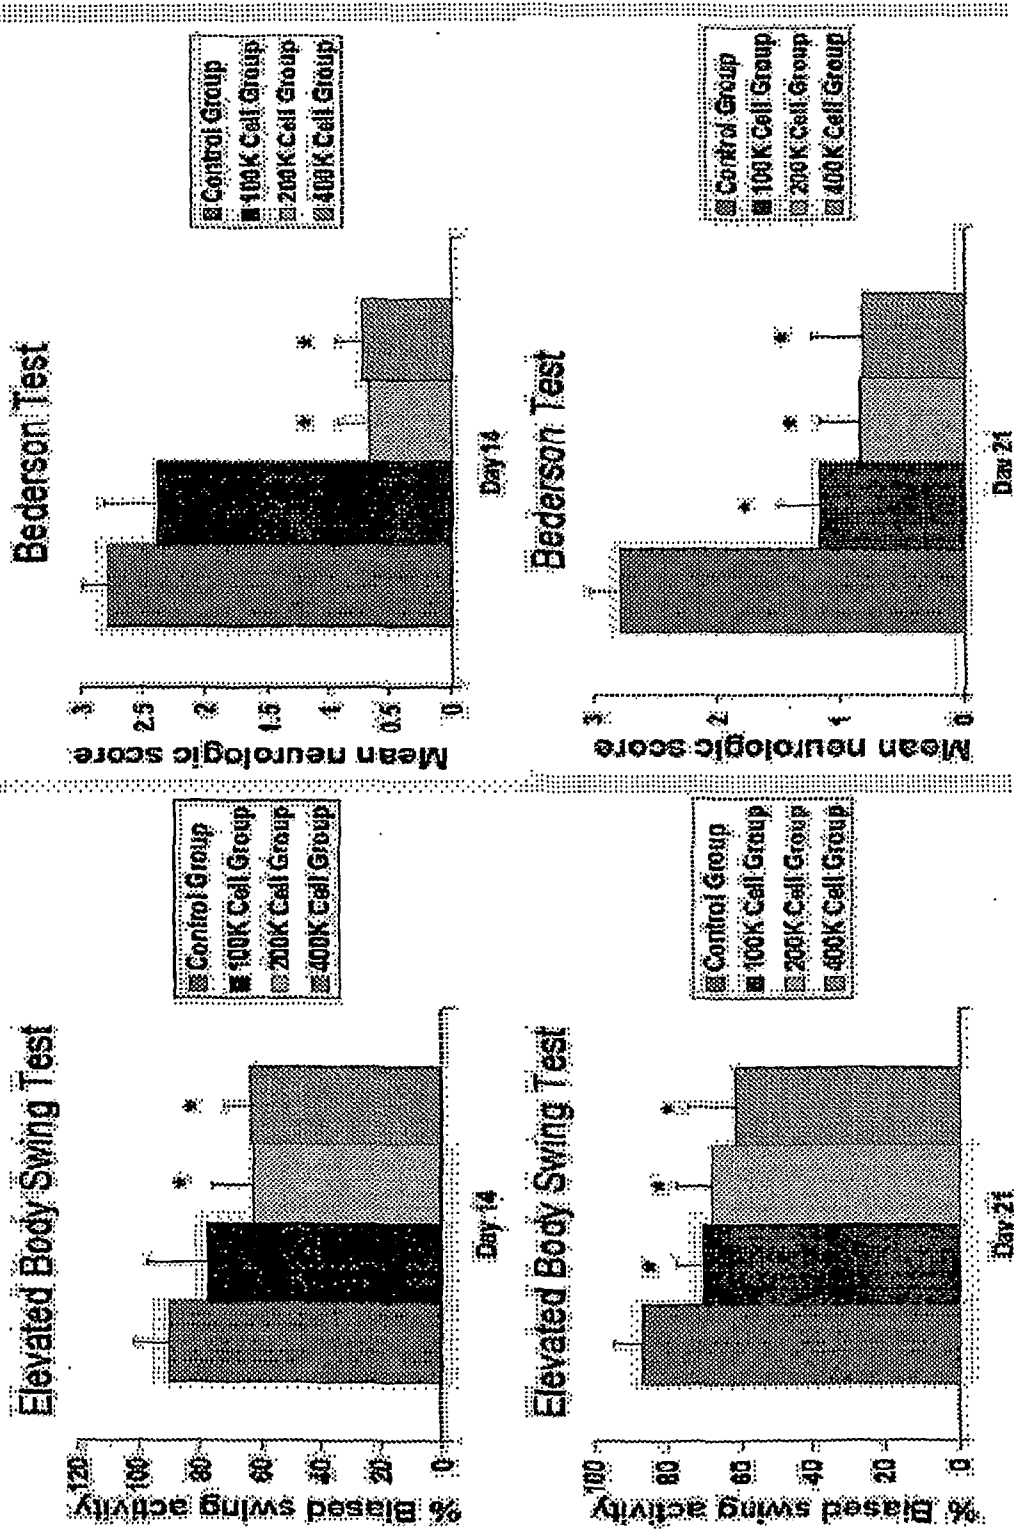 Elevated Body Swing Test
% Biased swing activity
120
100
80
60
40
20
0
Day 14
Control Group
100K Cell Group
200K Cell Group
400K Cell Group
*
*
Bederson Test
Mean neurologic score
3
2.5
2
1.5
1
0.5
0
Day 14
Control Group
100K Cell Group
200K Cell Group
400K Cell Group
*
*
Elevated Body Swing Test
% Biased swing activity
100
80
60
40
20
0
Day 21
Control Group
100K Cell Group
200K Cell Group
400K Cell Group
*
*
*
Bederson Test
Mean neurologic score
3
2
1
0
Day 21
Control Group
100K Cell Group
200K Cell Group
400K Cell Group
*
*
*